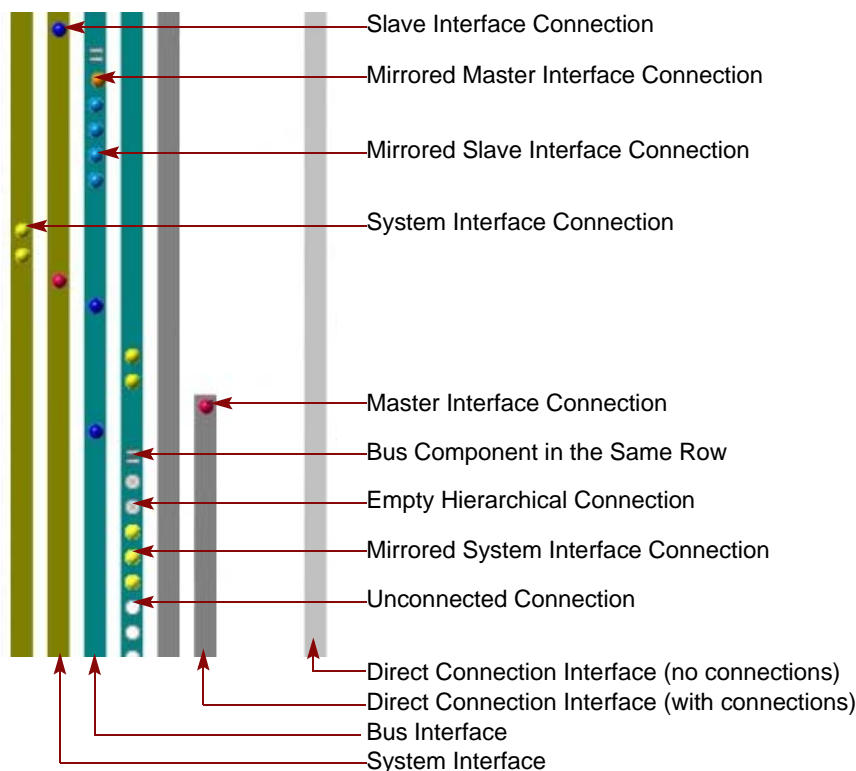 Slave Interface Connection
Mirrored Master Interface Connection
Mirrored Slave Interface Connection
System Interface Connection
Master Interface Connection
Bus Component in the Same Row
Empty Hierarchical Connection
Mirrored System Interface Connection
Unconnected Connection
Direct Connection Interface (no connections)
Direct Connection Interface (with connections)
Bus Interface
System Interface